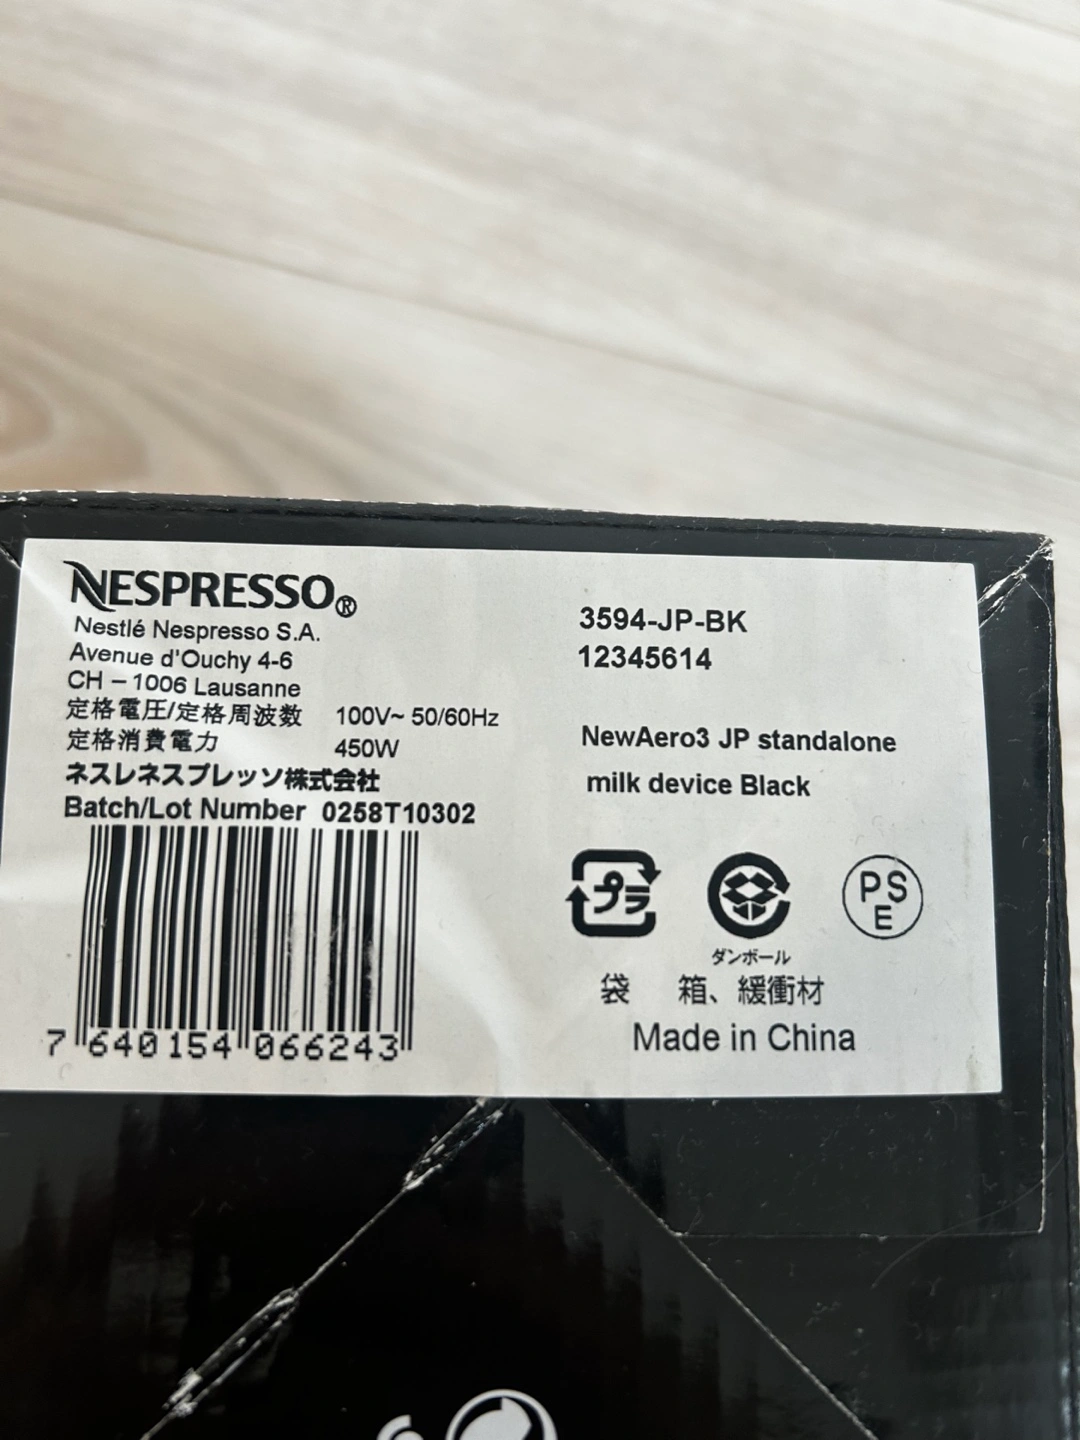 NESPRESSO®
Nestlé Nespresso S.A.
Avenue d'Ouchy 4-6
CH – 1006 Lausanne
定格電圧/定格周波数 100V~ 50/60Hz
定格消費電力 450W
ネスレネスプレッソ株式会社
Batch/Lot Number 0258T10302
7 640154 066243
3594-JP-BK
12345614
NewAero3 JP standalone
milk device Black
プラ
PSE
ダンボール
袋 箱、緩衝材
Made in China